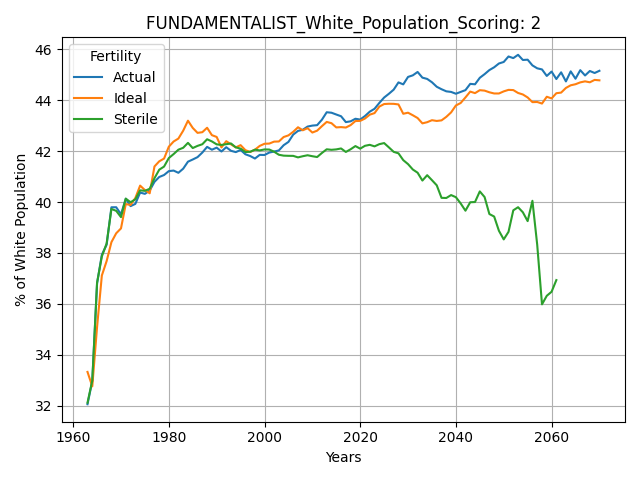 FUNDAMENTALIST_White_Population_Scoring: 2
Fertility
Actual
Ideal
Sterile
% of White Population
46
44
42
40
38
36
34
32
1960
1980
2000
2020
2040
2060
Years